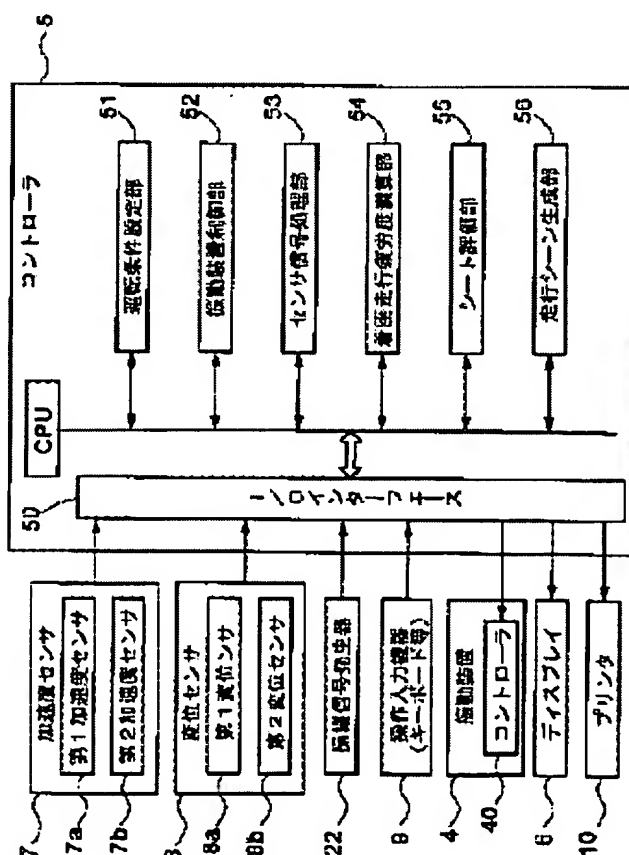 コントローラ
5
CPU
運転条件設定部
51
振動装置制御部
52
センサ信号処理部
53
着座走行疲労度演算部
54
シート評価部
55
走行シーン生成部
56
50
I/Oインターフェース
加速度センサ
7
第1加速度センサ
7a
第2加速度センサ
7b
変位センサ
8
第1変位センサ
8a
第2変位センサ
8b
操縦信号発生器
22
操作入力機器
(キーボード等)
9
振動装置
4
コントローラ
40
ディスプレイ
6
プリンタ
10